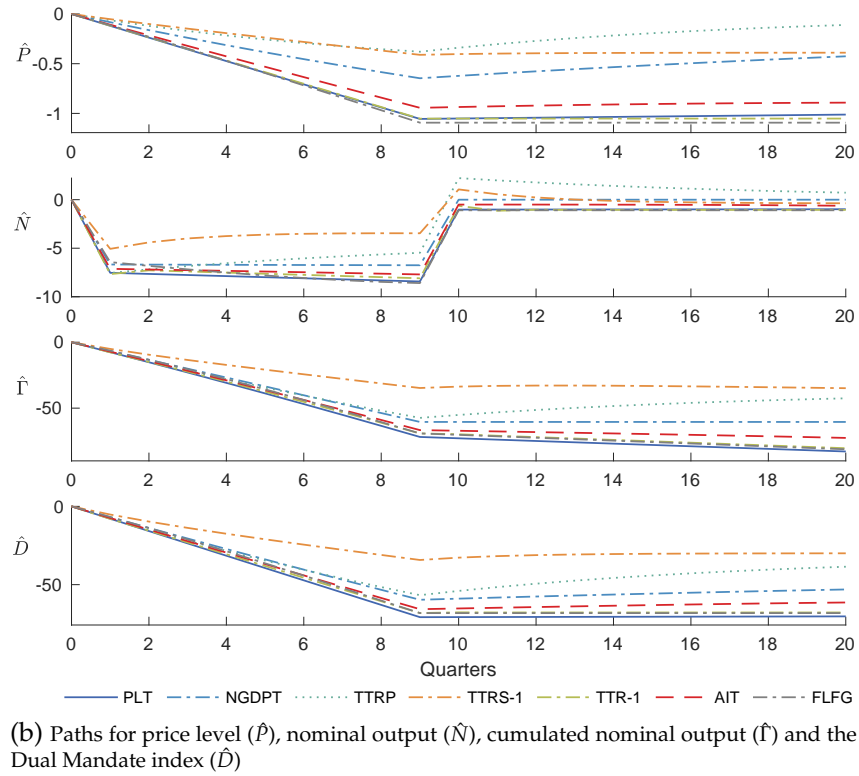 0
P̂
-0.5
-1
0 2 4 6 8 10 12 14 16 18 20
0
N̂
-5
-10
0 2 4 6 8 10 12 14 16 18 20
0
Γ̂
-50
0 2 4 6 8 10 12 14 16 18 20
0
D̂
-50
0 2 4 6 8 10 12 14 16 18 20
Quarters
PLT NGDPT TTRP TTRS-1 TTR-1 AIT FLFG
(b) Paths for price level (P̂), nominal output (N̂), cumulated nominal output (Γ̂) and the
Dual Mandate index (D̂)